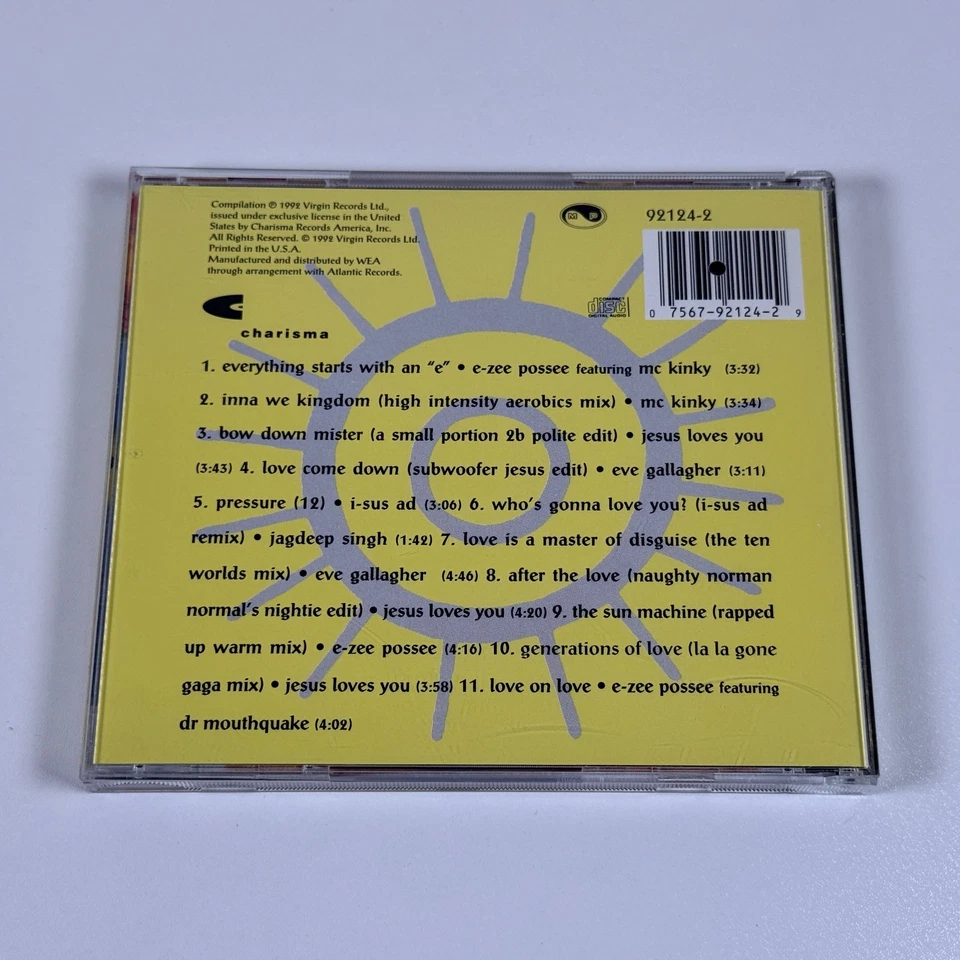 Compilation ℗ 1992 Virgin Records Ltd.,
issued under exclusive license in the United
States by Charisma Records America, Inc.
All Rights Reserved. © 1992 Virgin Records Ltd.
Printed in the U.S.A.
Manufactured and distributed by WEA
through arrangement with Atlantic Records.
charisma
M P
92124-2
COMPACT
disc
DIGITAL AUDIO
0 7567-92124-2 9
1. everything starts with an "e" • e-zee possee featuring mc kinky (3:32)
2. inna we kingdom (high intensity aerobics mix) • mc kinky (3:34)
3. bow down mister (a small portion 2b polite edit) • jesus loves you
(3:43) 4. love come down (subwoofer jesus edit) • eve gallagher (3:11)
5. pressure (12) • i-sus ad (3:06) 6. who's gonna love you? (i-sus ad
remix) • jagdeep singh (1:42) 7. love is a master of disguise (the ten
worlds mix) • eve gallagher (4:46) 8. after the love (naughty norman
normal's nightie edit) • jesus loves you (4:20) 9. the sun machine (rapped
up warm mix) • e-zee possee (4:16) 10. generations of love (la la gone
gaga mix) • jesus loves you (3:58) 11. love on love • e-zee possee featuring
dr mouthquake (4:02)